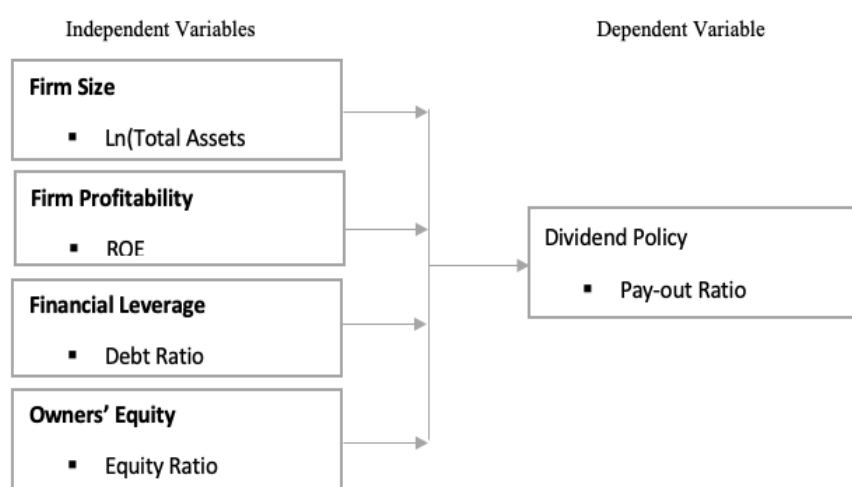 Independent Variables
Dependent Variable
Firm Size
▪ Ln(Total Assets
Firm Profitability
▪ ROE
Financial Leverage
▪ Debt Ratio
Owners’ Equity
▪ Equity Ratio
Dividend Policy
▪ Pay-out Ratio